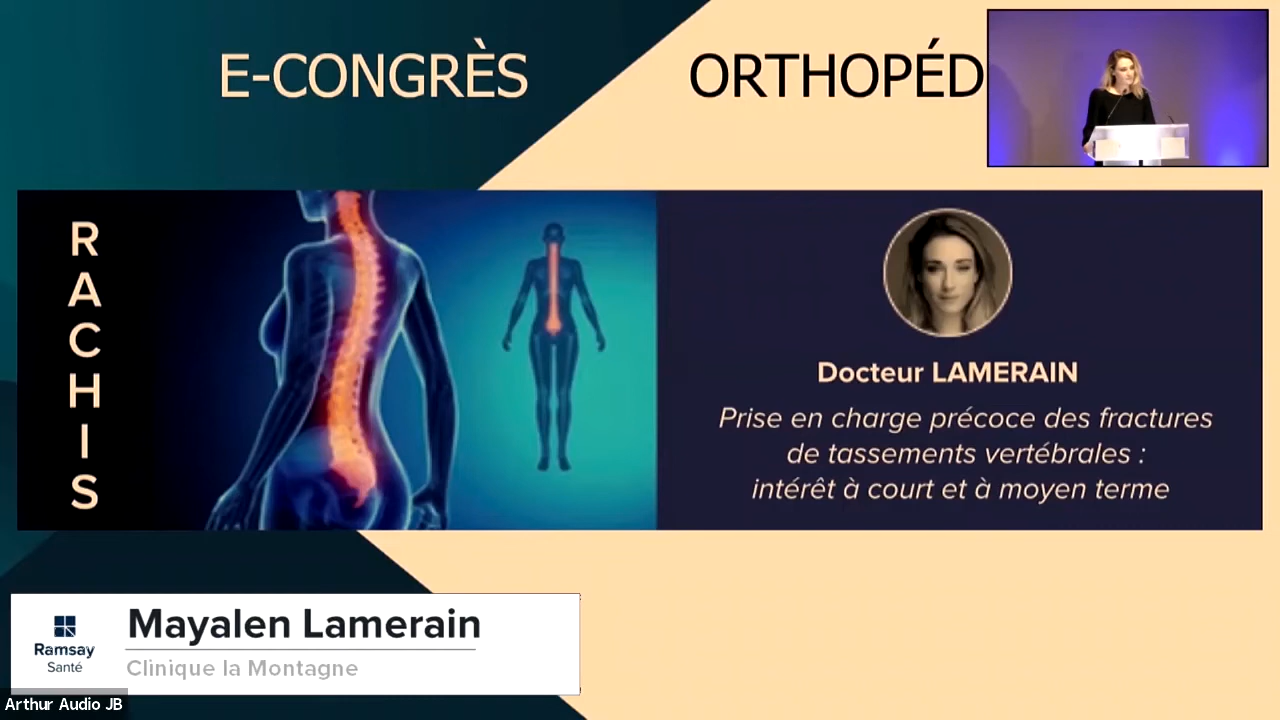 E-CONGRÈS
ORTHOPÉD
RACHIS
Docteur LAMERAIN
Prise en charge précoce des fractures
de tassements vertébrales :
intérêt à court et à moyen terme
Mayalen Lamerain
Ramsay
Santé
Clinique la Montagne
Arthur Audio JB